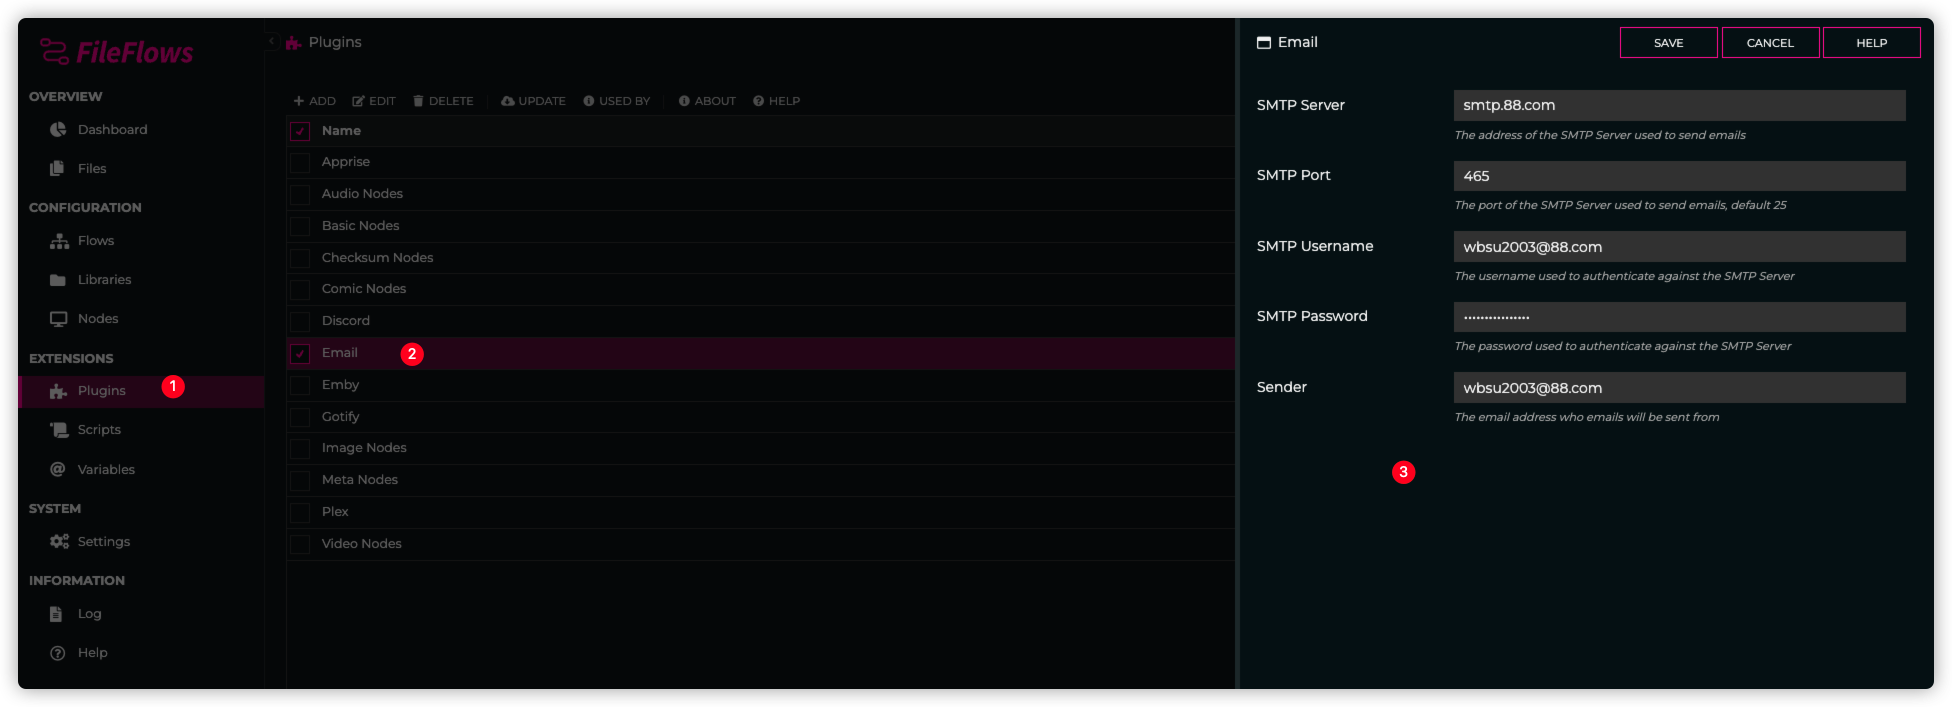 FileFlows
OVERVIEW
Dashboard
Files
CONFIGURATION
Flows
Libraries
Nodes
EXTENSIONS
Plugins 1
Scripts
Variables
SYSTEM
Settings
INFORMATION
Log
Help
Plugins
ADD EDIT DELETE UPDATE USED BY ABOUT HELP
Name
Apprise
Audio Nodes
Basic Nodes
Checksum Nodes
Comic Nodes
Discord
Email 2
Emby
Gotify
Image Nodes
Meta Nodes
Plex
Video Nodes
Email SAVE CANCEL HELP
SMTP Server smtp.88.com
The address of the SMTP Server used to send emails
SMTP Port 465
The port of the SMTP Server used to send emails, default 25
SMTP Username wbsu2003@88.com
The username used to authenticate against the SMTP Server
SMTP Password ••••••••••••••••
The password used to authenticate against the SMTP Server
Sender wbsu2003@88.com
The email address who emails will be sent from
3